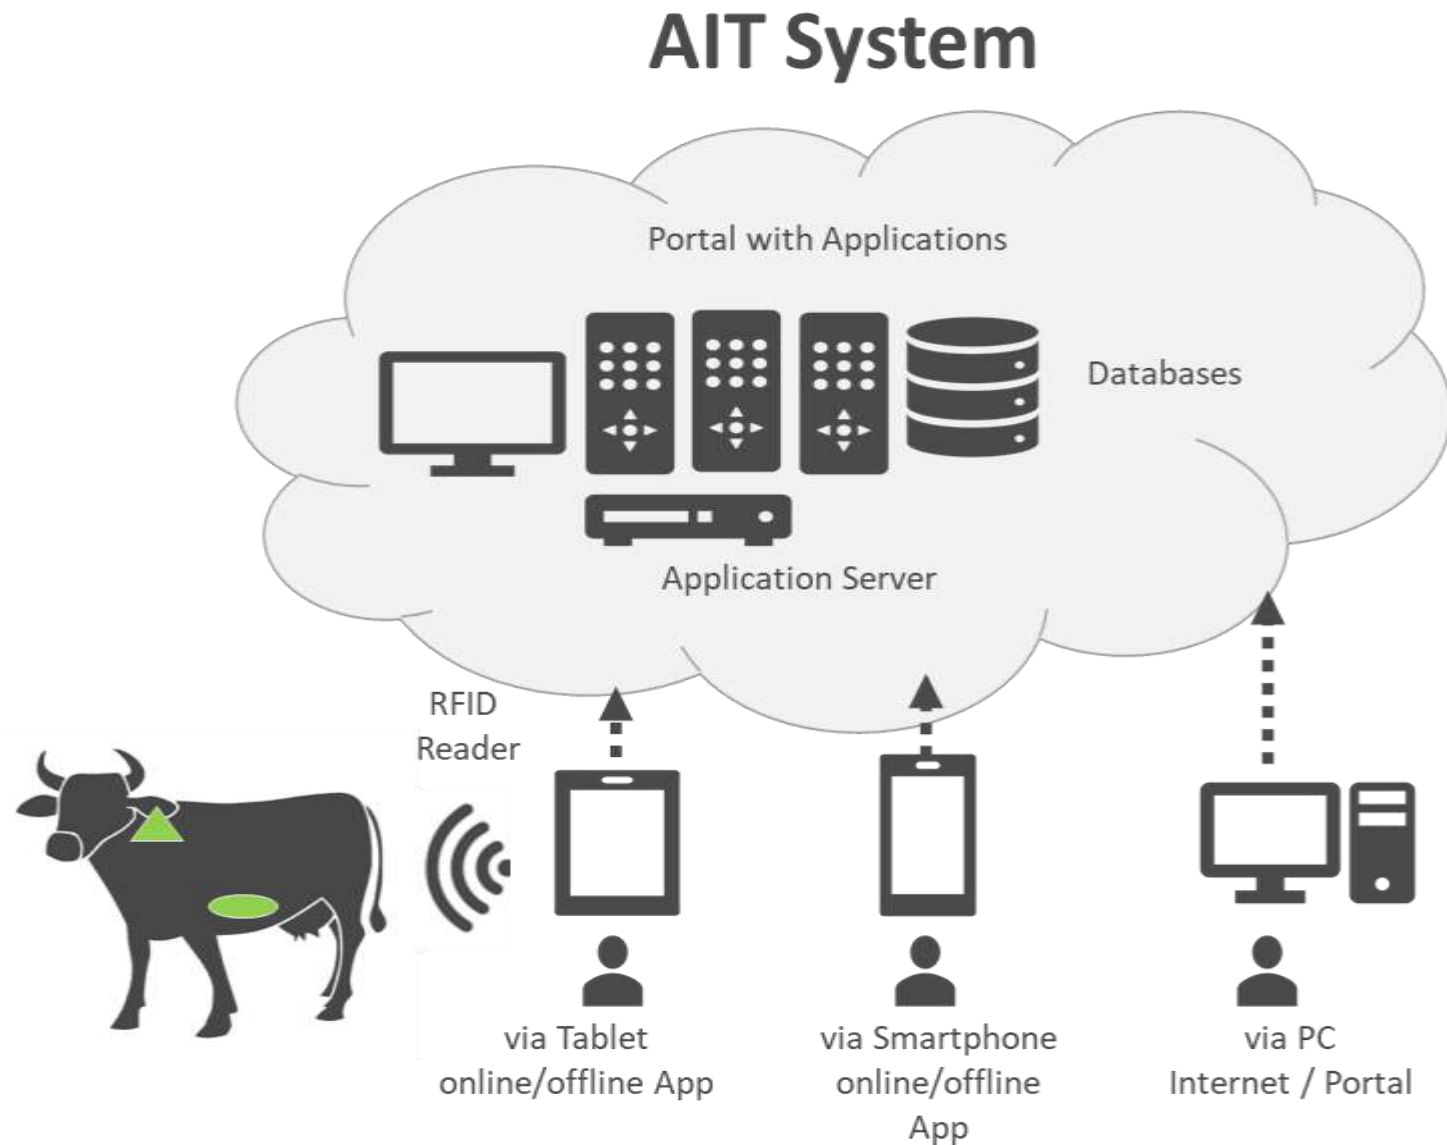 AIT System
Portal with Applications
Databases
Application Server
RFID
Reader
via Tablet
online/offline App
via Smartphone
online/offline
App
via PC
Internet / Portal